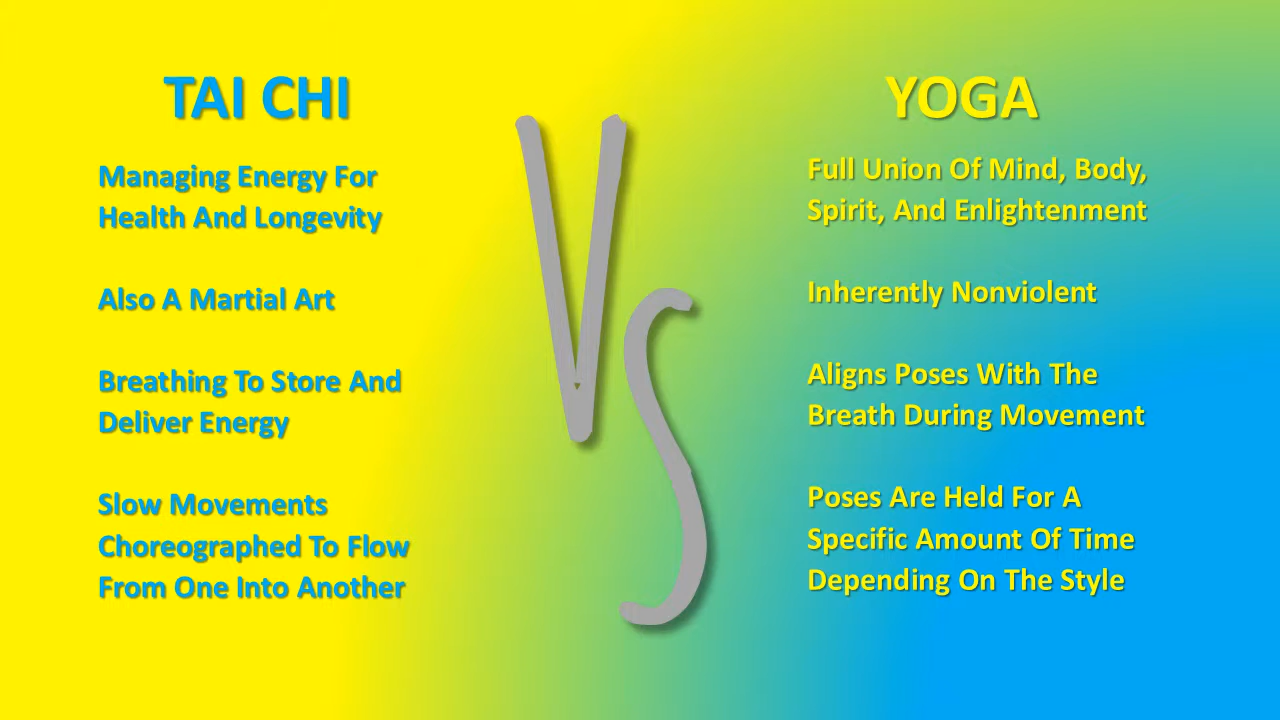 TAI CHI
Managing Energy For
Health And Longevity
Also A Martial Art
Breathing To Store And
Deliver Energy
Slow Movements
Choreographed To Flow
From One Into Another
VS
YOGA
Full Union Of Mind, Body,
Spirit, And Enlightenment
Inherently Nonviolent
Aligns Poses With The
Breath During Movement
Poses Are Held For A
Specific Amount Of Time
Depending On The Style